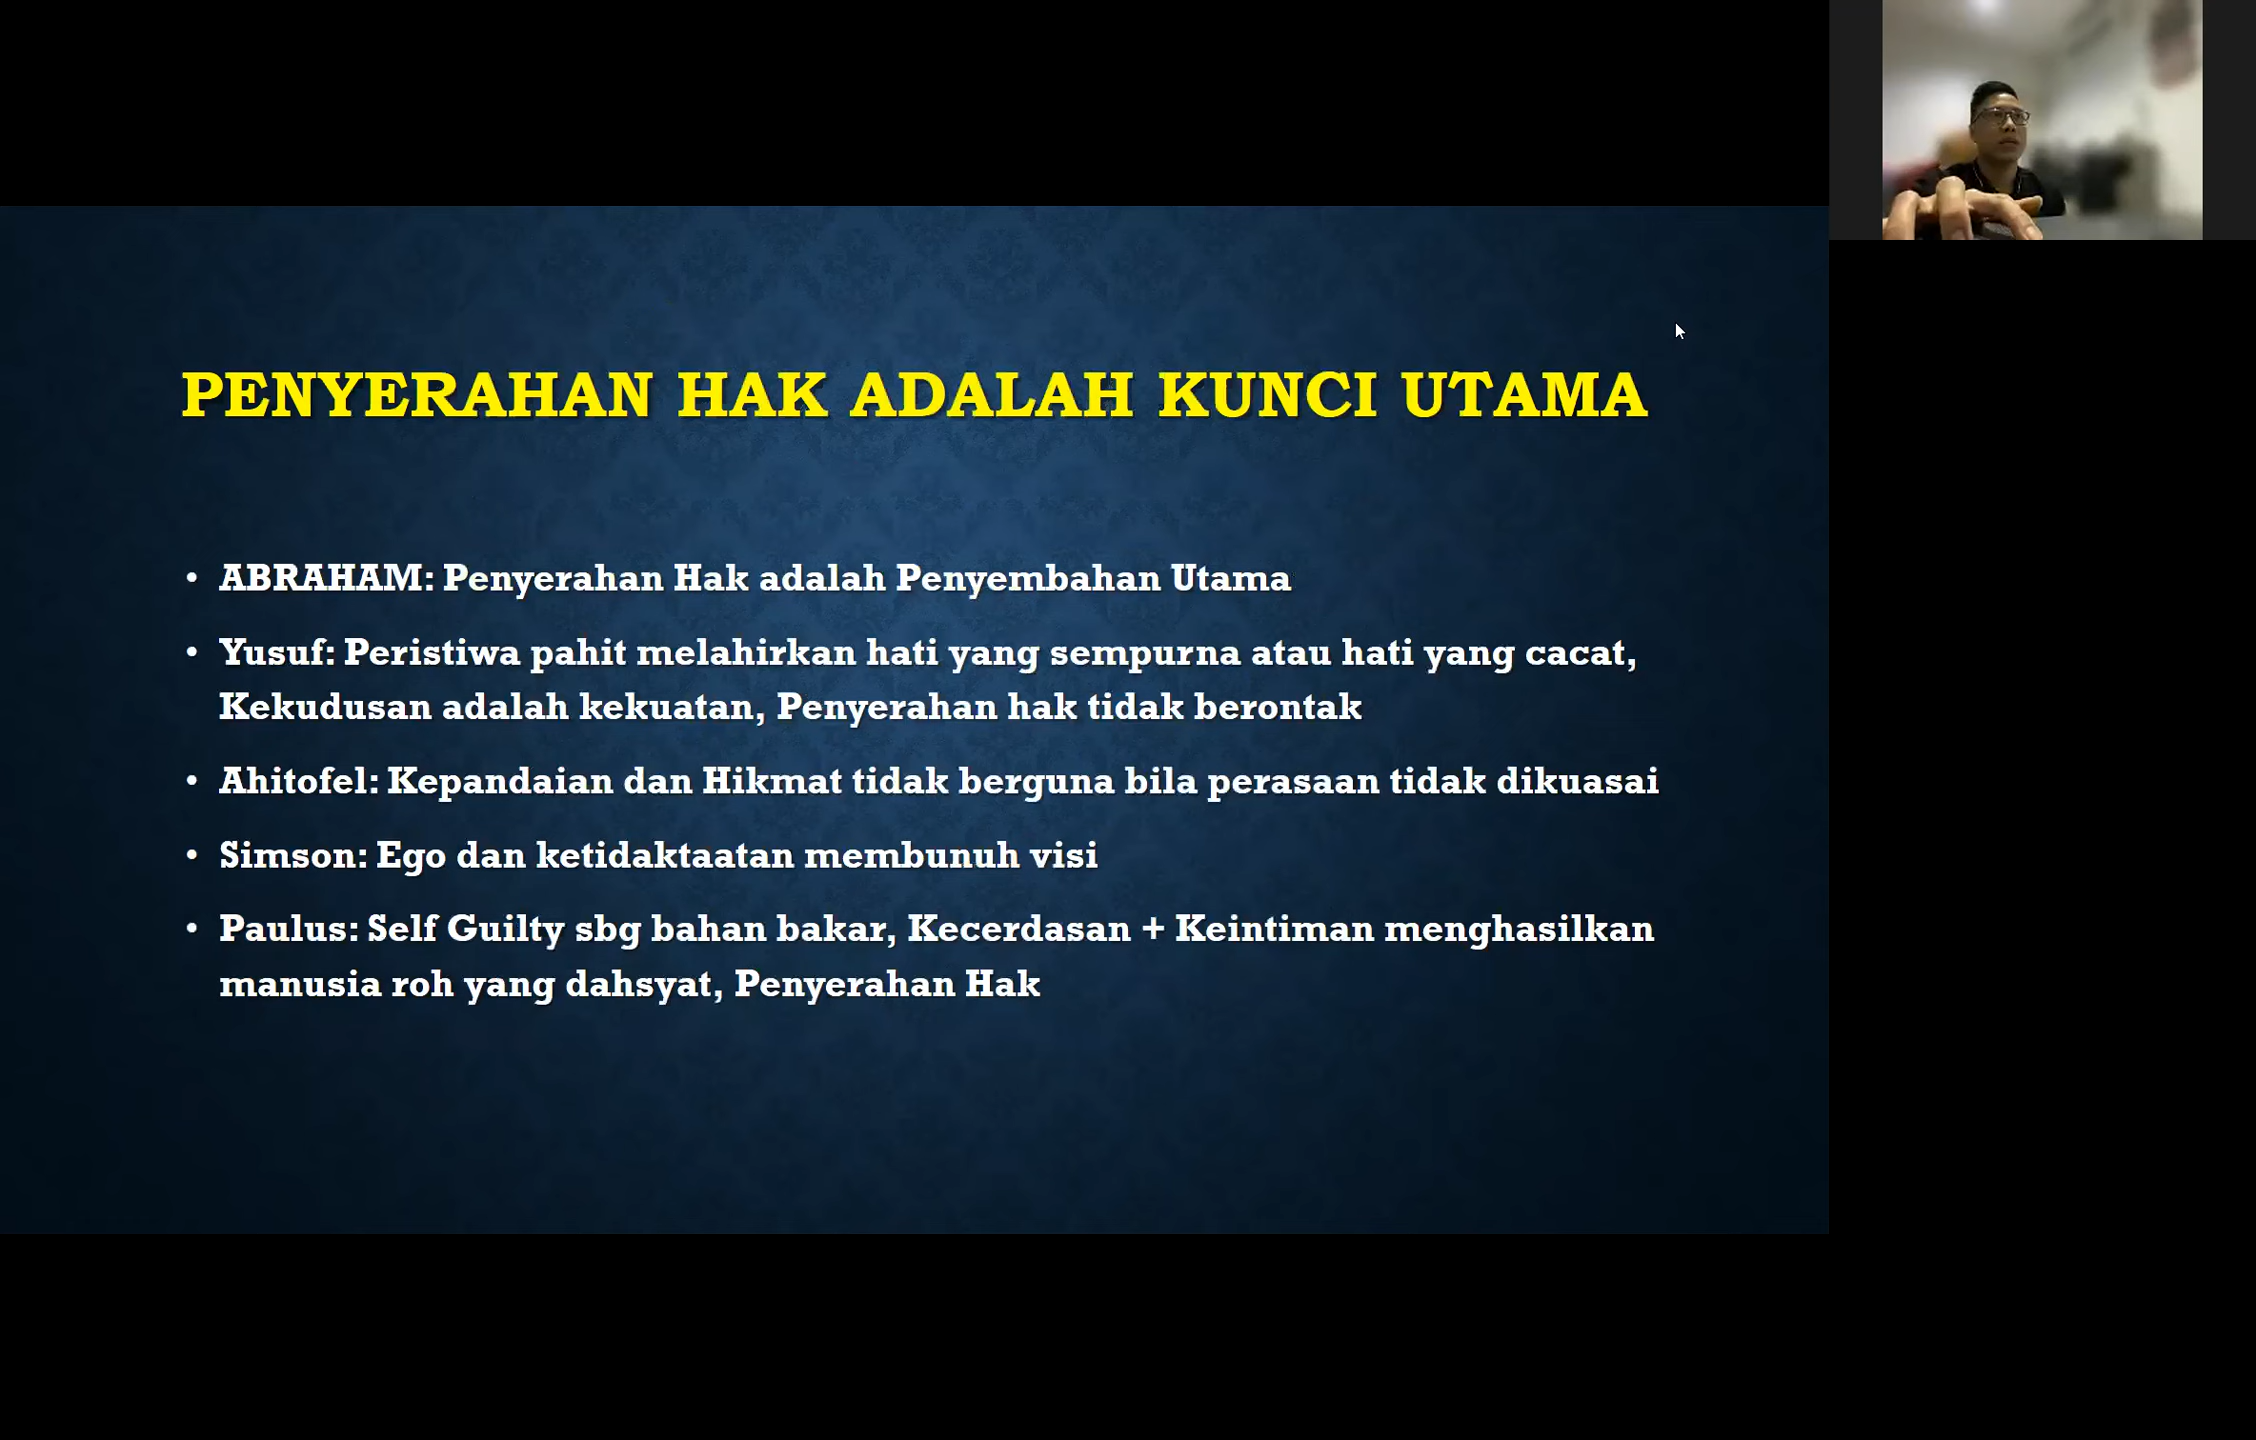 PENYERAHAN HAK ADALAH KUNCI UTAMA
• ABRAHAM: Penyerahan Hak adalah Penyembahan Utama
• Yusuf: Peristiwa pahit melahirkan hati yang sempurna atau hati yang cacat,
Kekudusan adalah kekuatan, Penyerahan hak tidak berontak
• Ahitofel: Kepandaian dan Hikmat tidak berguna bila perasaan tidak dikuasai
• Simson: Ego dan ketidaktaatan membunuh visi
• Paulus: Self Guilty sbg bahan bakar, Kecerdasan + Keintiman menghasilkan
manusia roh yang dahsyat, Penyerahan Hak